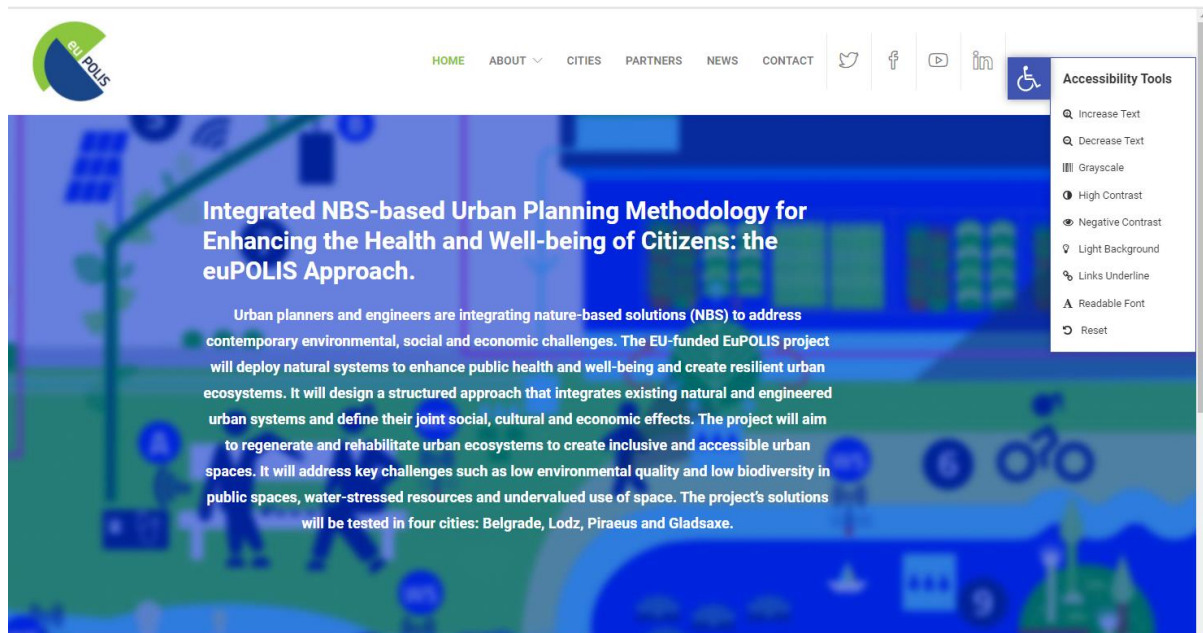 eu POLIS
HOME ABOUT CITIES PARTNERS NEWS CONTACT
Accessibility Tools
Increase Text
Decrease Text
Grayscale
High Contrast
Negative Contrast
Light Background
Links Underline
Readable Font
Reset
Integrated NBS-based Urban Planning Methodology for
Enhancing the Health and Well-being of Citizens: the
euPOLIS Approach.
Urban planners and engineers are integrating nature-based solutions (NBS) to address
contemporary environmental, social and economic challenges. The EU-funded EuPOLIS project
will deploy natural systems to enhance public health and well-being and create resilient urban
ecosystems. It will design a structured approach that integrates existing natural and engineered
urban systems and define their joint social, cultural and economic effects. The project will aim
to regenerate and rehabilitate urban ecosystems to create inclusive and accessible urban
spaces. It will address key challenges such as low environmental quality and low biodiversity in
public spaces, water-stressed resources and undervalued use of space. The project's solutions
will be tested in four cities: Belgrade, Lodz, Piraeus and Gladsaxe.
A
WS
6
WS
9